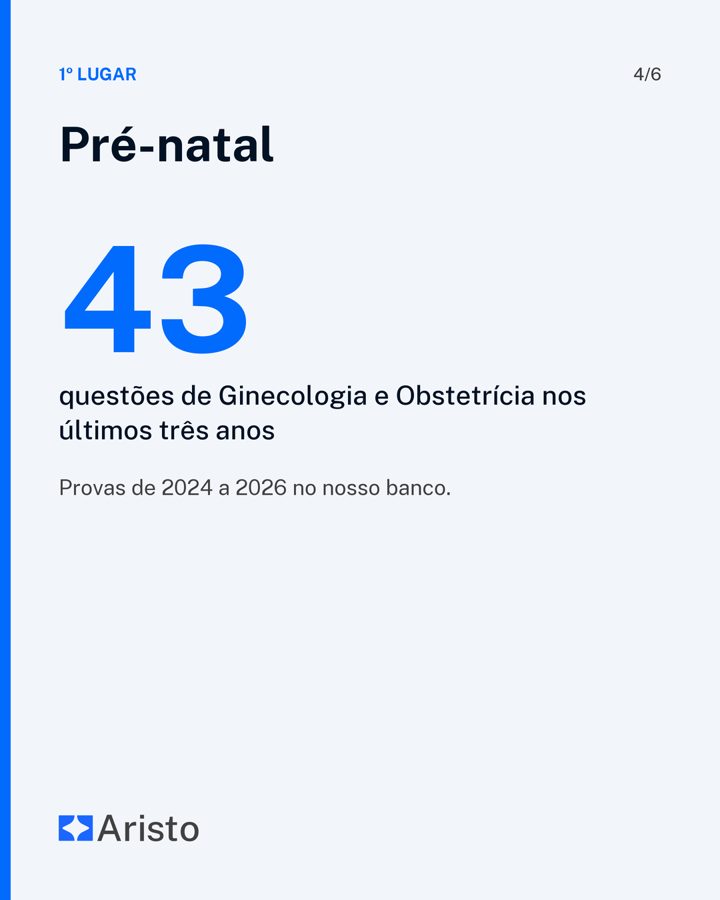 1º LUGAR
4/6
Pré-natal
43
questões de Ginecologia e Obstetrícia nos
últimos três anos
Provas de 2024 a 2026 no nosso banco.
Aristo